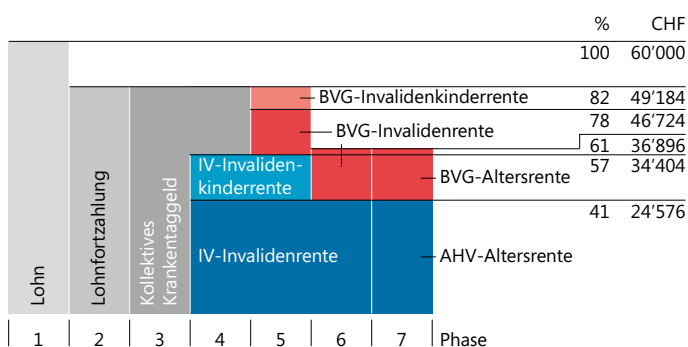 % CHF
100 60’000
BVG-Invalidenkinderrente 82 49’184
78 46’724
BVG-Invalidenrente
61 36’896
IV-Invaliden-
kinderrente
57 34’404
BVG-Altersrente
41 24’576
IV-Invalidenrente
AHV-Altersrente
Lohn
Lohnfortzahlung
Kollektives
Krankentaggeld
1 2 3 4 5 6 7 Phase